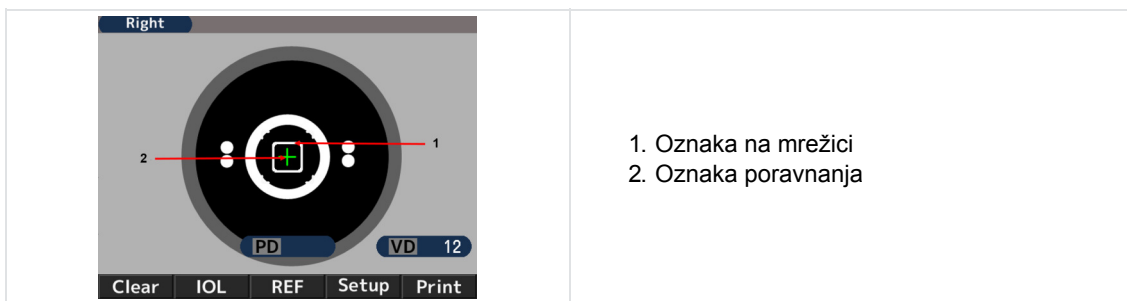 Right
1
2
PD
VD 12
Clear IOL REF Setup Print
1. Oznaka na mrežici
2. Oznaka poravnanja